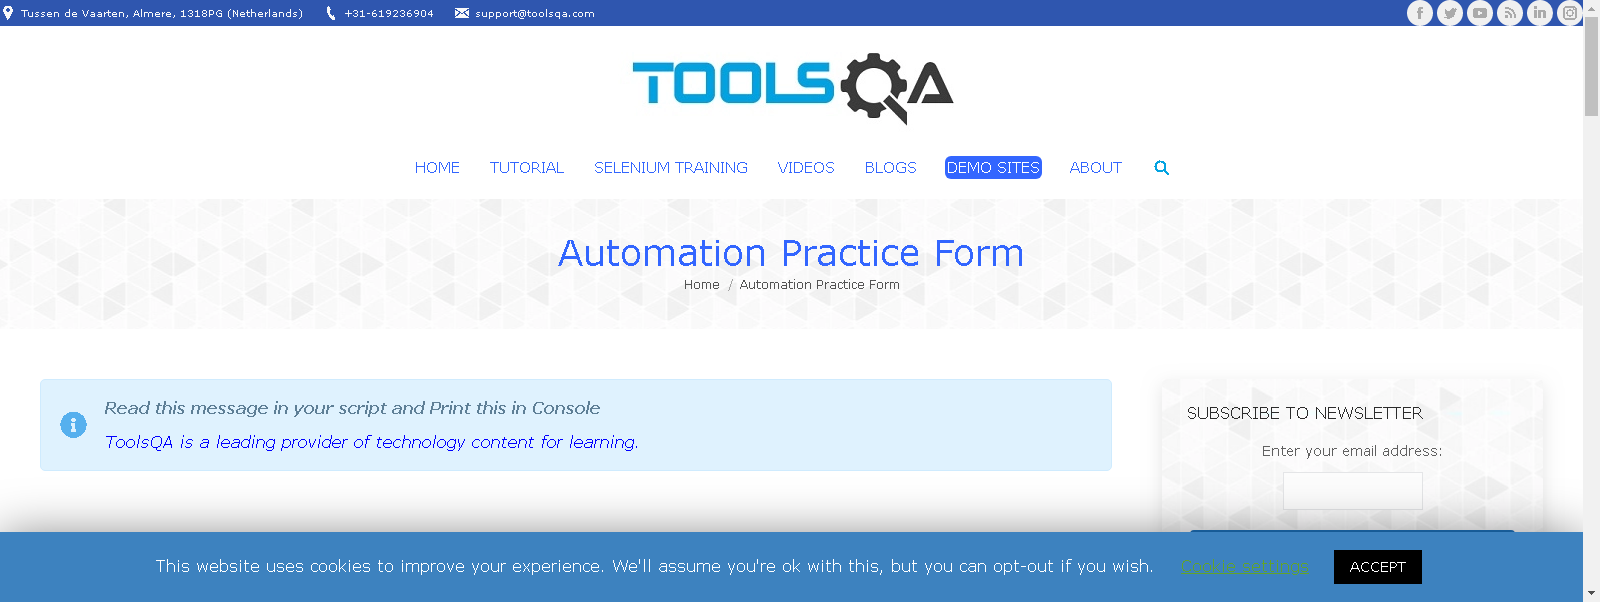 Tussen de Vaarten, Almere, 1318PG (Netherlands) +31-619236904 support@toolsqa.com
TOOLSQA
HOME TUTORIAL SELENIUM TRAINING VIDEOS BLOGS DEMO SITES ABOUT
Automation Practice Form
Home / Automation Practice Form
Read this message in your script and Print this in Console
ToolsQA is a leading provider of technology content for learning.
SUBSCRIBE TO NEWSLETTER
Enter your email address:
This website uses cookies to improve your experience. We'll assume you're ok with this, but you can opt-out if you wish. Cookie settings ACCEPT